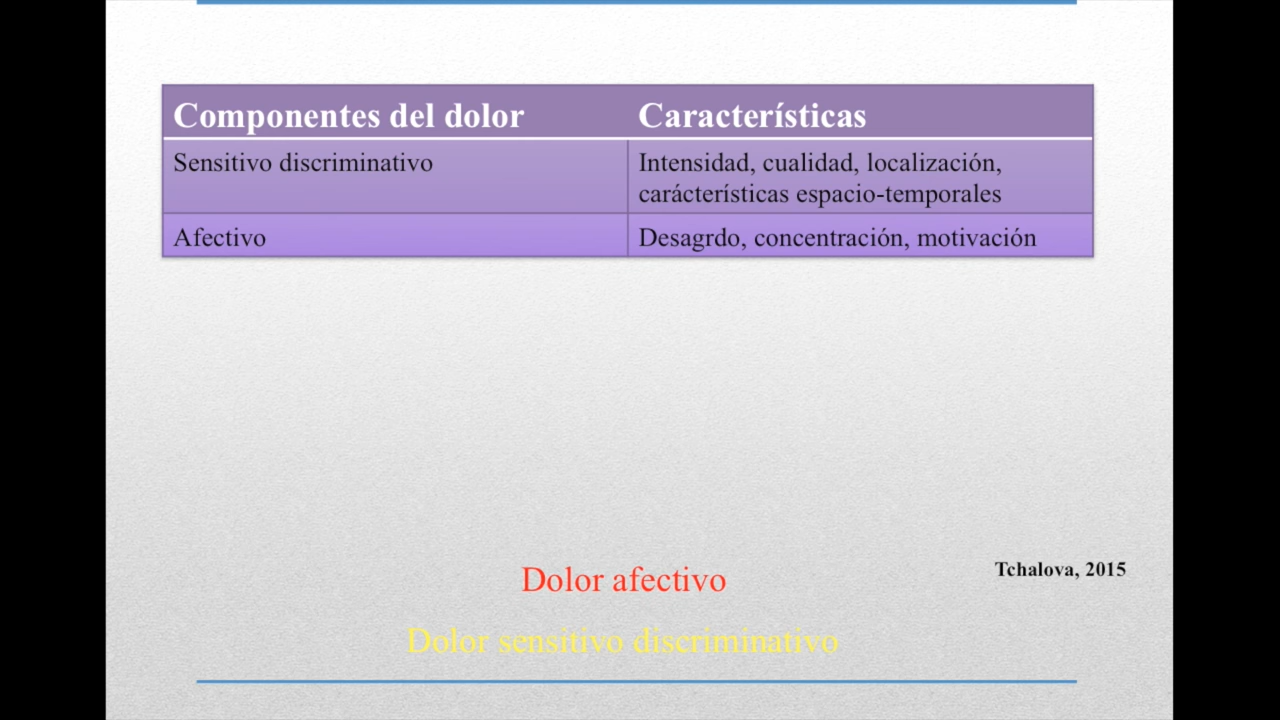 Componentes del dolor
Características
Sensitivo discriminativo
Intensidad, cualidad, localización,
carácterísticas espacio-temporales
Afectivo
Desagrdo, concentración, motivación
Tchalova, 2015
Dolor afectivo
Dolor sensitivo discriminativo